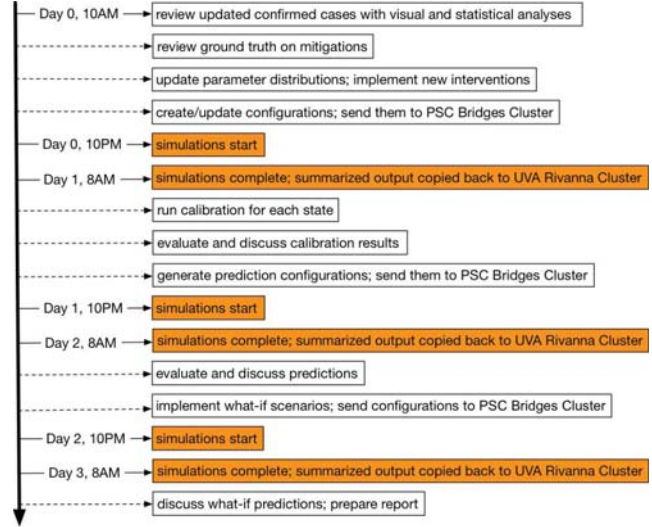 Day 0, 10AM review updated confirmed cases with visual and statistical analyses
review ground truth on mitigations
update parameter distributions; implement new interventions
create/update configurations; send them to PSC Bridges Cluster
Day 0, 10PM simulations start
Day 1, 8AM simulations complete; summarized output copied back to UVA Rivanna Cluster
run calibration for each state
evaluate and discuss calibration results
generate prediction configurations; send them to PSC Bridges Cluster
Day 1, 10PM simulations start
Day 2, 8AM simulations complete; summarized output copied back to UVA Rivanna Cluster
evaluate and discuss predictions
implement what-if scenarios; send configurations to PSC Bridges Cluster
Day 2, 10PM simulations start
Day 3, 8AM simulations complete; summarized output copied back to UVA Rivanna Cluster
discuss what-if predictions; prepare report